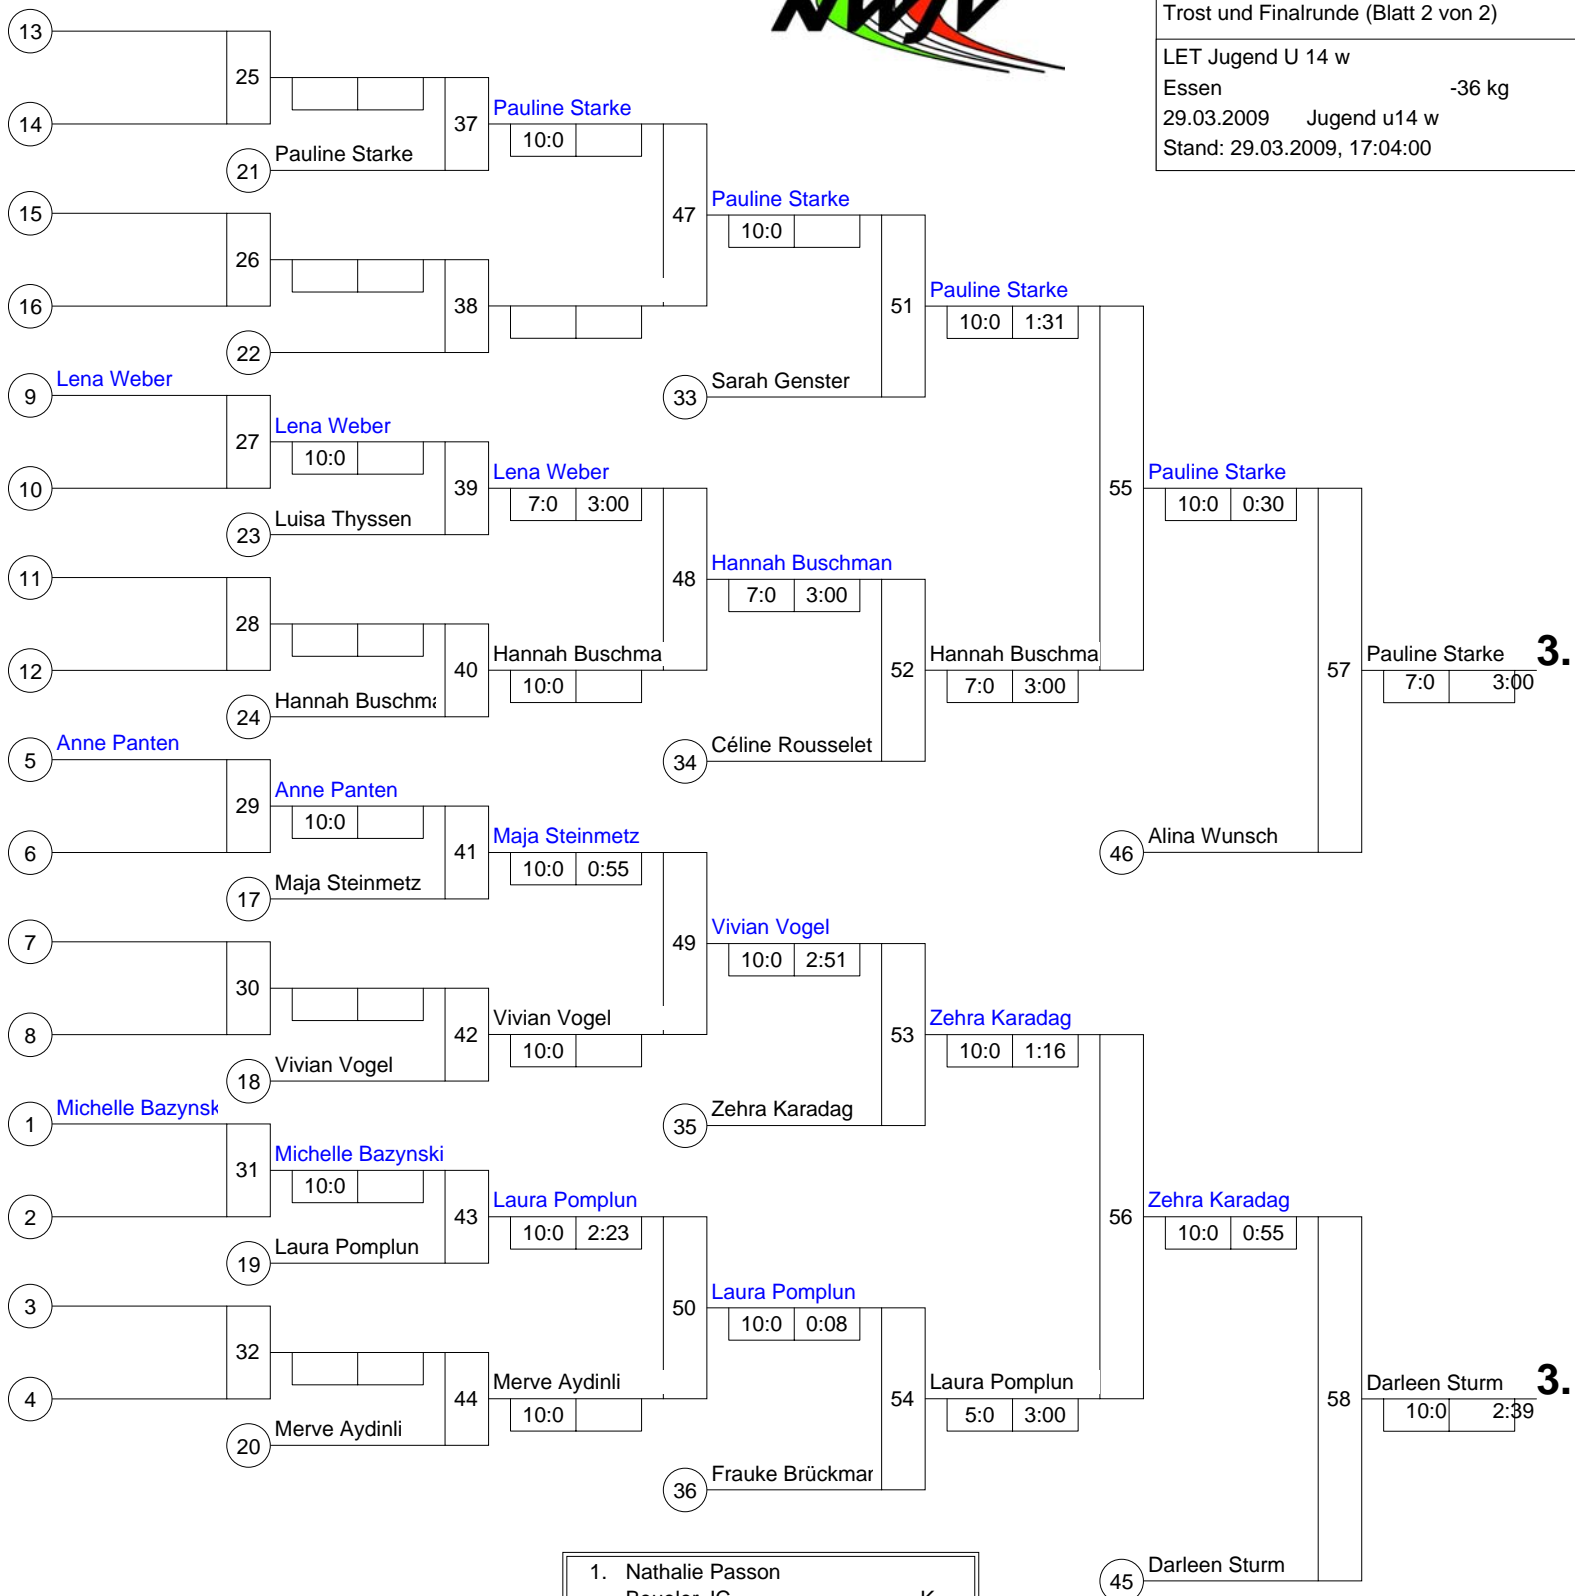 NWJV
Trost und Finalrunde (Blatt 2 von 2)
LET Jugend U 14 w
Essen -36 kg
29.03.2009 Jugend u14 w
Stand: 29.03.2009, 17:04:00
13
25
14
37
Pauline Starke
10:0
21
Pauline Starke
15
47
Pauline Starke
10:0
26
16
38
51
Pauline Starke
10:0 1:31
22
9
Lena Weber
33
Sarah Genster
27
Lena Weber
10:0
10
39
Lena Weber
7:0 3:00
55
Pauline Starke
10:0 0:30
23
Luisa Thyssen
11
48
Hannah Buschman
7:0 3:00
28
12
40
Hannah Buschma
10:0
52
Hannah Buschma
7:0 3:00
57
Pauline Starke
7:0 3:00
3.
24
Hannah Buschma
5
Anne Panten
34
Céline Rousselet
29
Anne Panten
10:0
6
41
Maja Steinmetz
10:0 0:55
46
Alina Wunsch
17
Maja Steinmetz
7
49
Vivian Vogel
10:0 2:51
30
8
42
Vivian Vogel
10:0
53
Zehra Karadag
10:0 1:16
18
Vivian Vogel
1
Michelle Bazynsk
35
Zehra Karadag
31
Michelle Bazynski
10:0
2
43
Laura Pomplun
10:0 2:23
56
Zehra Karadag
10:0 0:55
19
Laura Pomplun
3
50
Laura Pomplun
10:0 0:08
32
4
44
Merve Aydinli
10:0
54
Laura Pomplun
5:0 3:00
58
Darleen Sturm
10:0 2:39
3.
20
Merve Aydinli
36
Frauke Brückmar
45
Darleen Sturm
1. Nathalie Passon